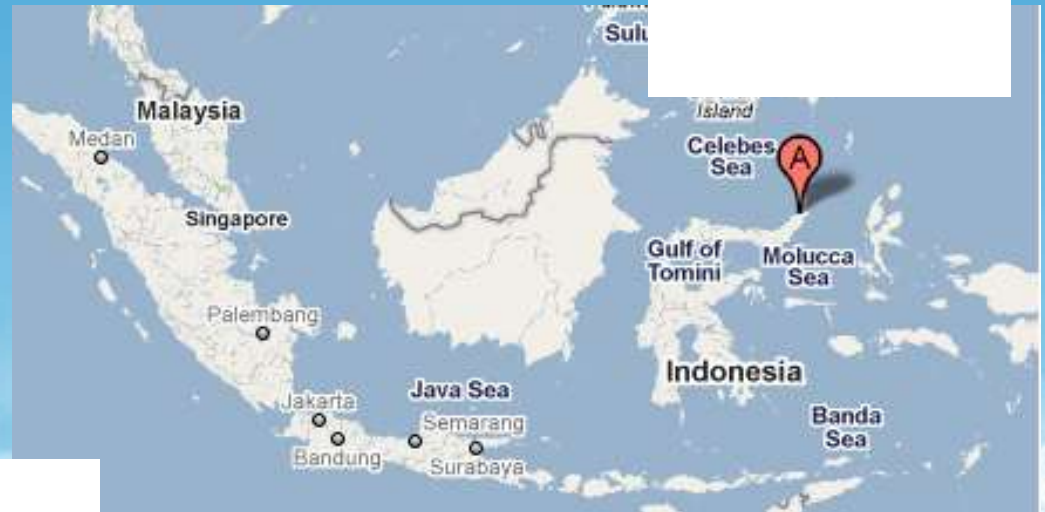 Sulu
Malaysia
Island
Medan
Celebes
Sea
A
Singapore
Gulf of
Tomini
Molucca
Sea
Palembang
Indonesia
Java Sea
Jakarta
Semarang
Banda
Sea
Bandung
Surabaya